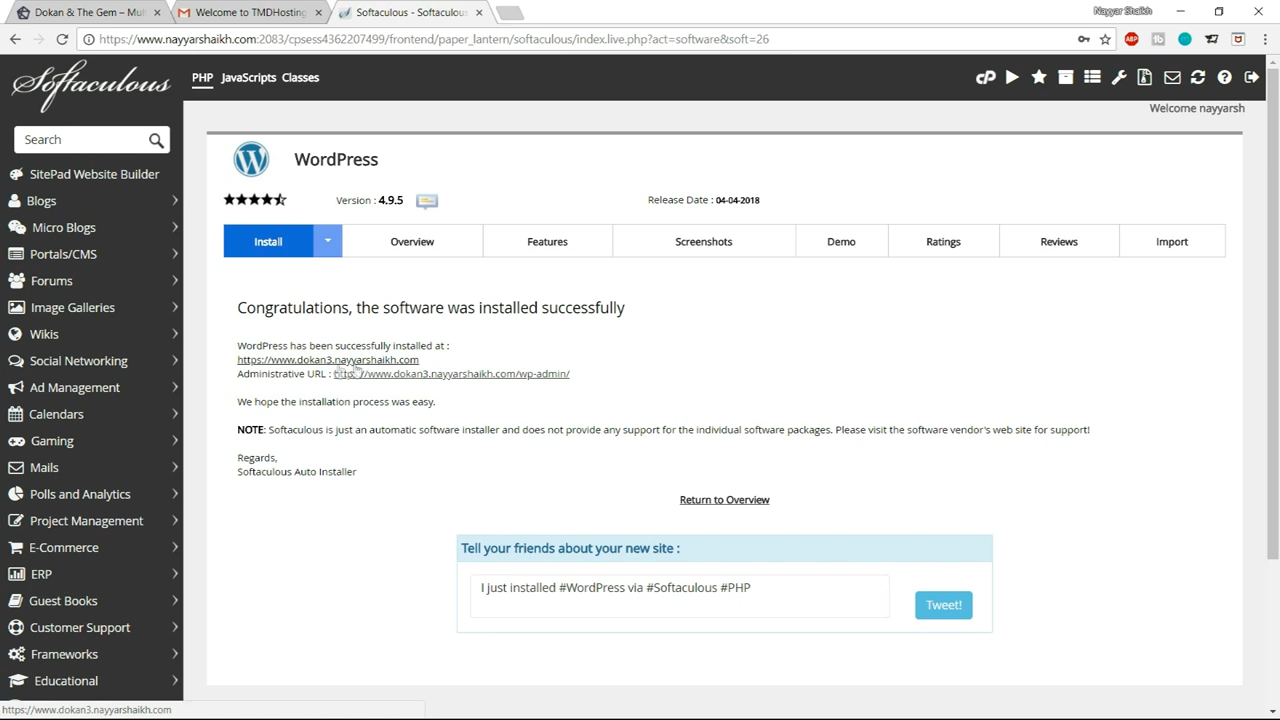 Dokan & The Gem – Mul
Welcome to TMDHosting
Softaculous - Softaculou
Nayyar Shaikh
https://www.nayyarshaikh.com:2083/cpsess4362207499/frontend/paper_lantern/softaculous/index.live.php?act=software&soft=26
Softaculous
PHP JavaScripts Classes
Welcome nayyarsh
Search
SitePad Website Builder
Blogs
Micro Blogs
Portals/CMS
Forums
Image Galleries
Wikis
Social Networking
Ad Management
Calendars
Gaming
Mails
Polls and Analytics
Project Management
E-Commerce
ERP
Guest Books
Customer Support
Frameworks
Educational
WordPress
Version : 4.9.5
Release Date : 04-04-2018
Install
Overview
Features
Screenshots
Demo
Ratings
Reviews
Import
Congratulations, the software was installed successfully
WordPress has been successfully installed at :
https://www.dokan3.nayyarshaikh.com
Administrative URL : https://www.dokan3.nayyarshaikh.com/wp-admin/
We hope the installation process was easy.
NOTE: Softaculous is just an automatic software installer and does not provide any support for the individual software packages. Please visit the software vendor's web site for support!
Regards,
Softaculous Auto Installer
Return to Overview
Tell your friends about your new site :
I just installed #WordPress via #Softaculous #PHP
Tweet!
https://www.dokan3.nayyarshaikh.com